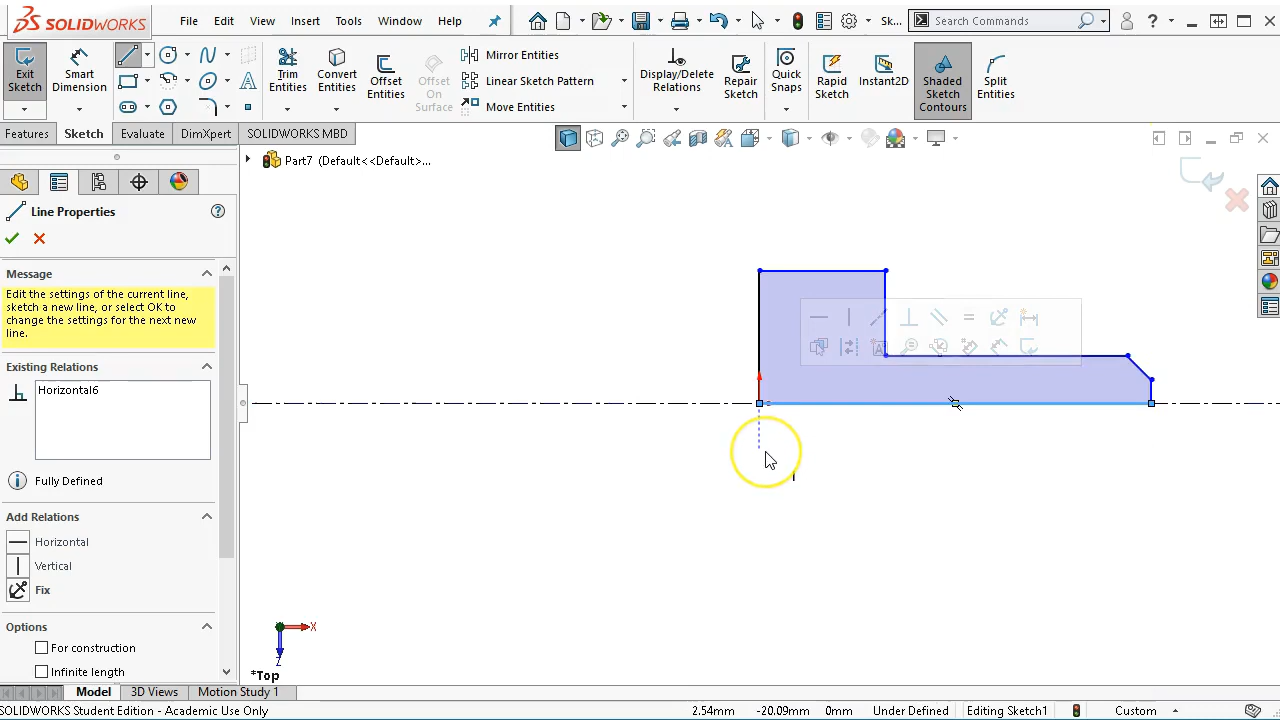 SOLIDWORKS
File Edit View Insert Tools Window Help
Sk...
Search Commands
Exit Sketch
Smart Dimension
Trim Entities
Convert Entities
Offset Entities
Offset On Surface
Mirror Entities
Linear Sketch Pattern
Move Entities
Display/Delete Relations
Repair Sketch
Quick Snaps
Rapid Sketch
Instant2D
Shaded Sketch Contours
Split Entities
Features Sketch Evaluate DimXpert SOLIDWORKS MBD
Part7 (Default<<Default>...
Line Properties
Message
Edit the settings of the current line,
sketch a new line, or select OK to
change the settings for the next new
line.
Existing Relations
Horizontal6
Fully Defined
Add Relations
Horizontal
Vertical
Fix
Options
For construction
Infinite length
X
Z
*Top
Model 3D Views Motion Study 1
SOLIDWORKS Student Edition - Academic Use Only
2.54mm -20.09mm 0mm Under Defined Editing Sketch1 Custom